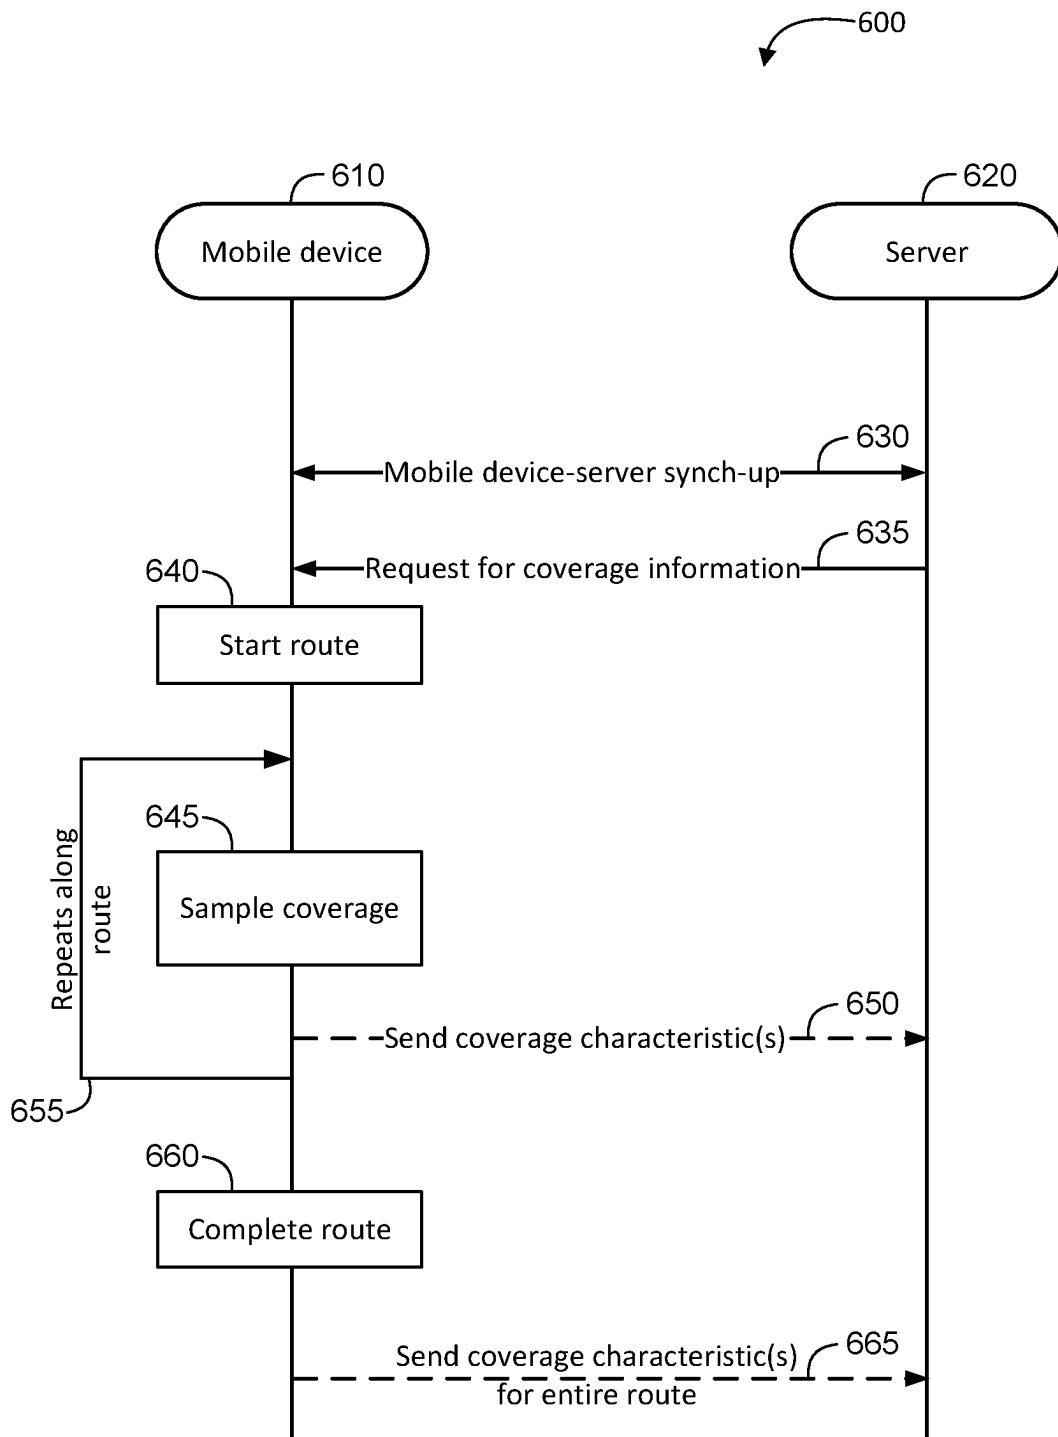 600
610
620
Mobile device
Server
630
Mobile device-server synch-up
635
Request for coverage information
640
Start route
645
Repeats along
route
Sample coverage
650
Send coverage characteristic(s)
655
660
Complete route
665
Send coverage characteristic(s)
for entire route